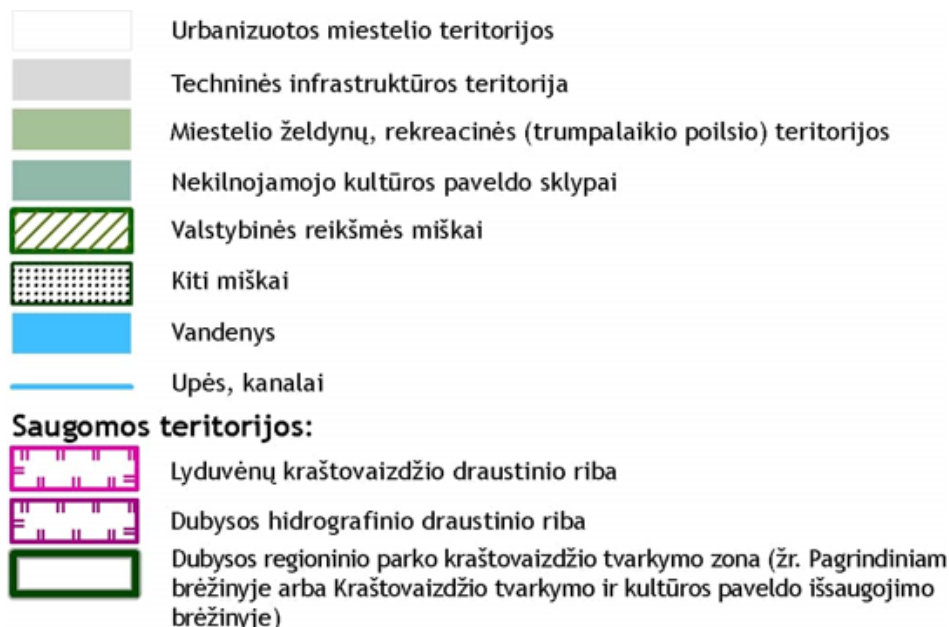 Urbanizuotos miestelio teritorijos
Techninės infrastruktūros teritorija
Miestelio želdynų, rekreacinės (trumpalaikio poilsio) teritorijos
Nekilnojamojo kultūros paveldo sklypai
Valstybinės reikšmės miškai
Kiti miškai
Vandenys
Upės, kanalai
Saugomos teritorijos:
Lyduvėnų kraštovaizdžio draustinio riba
Dubysos hidrografinio draustinio riba
Dubysos regioninio parko kraštovaizdžio tvarkymo zona (žr. Pagrindiniam
brėžinyje arba Kraštovaizdžio tvarkymo ir kultūros paveldo išsaugojimo
brėžinyje)